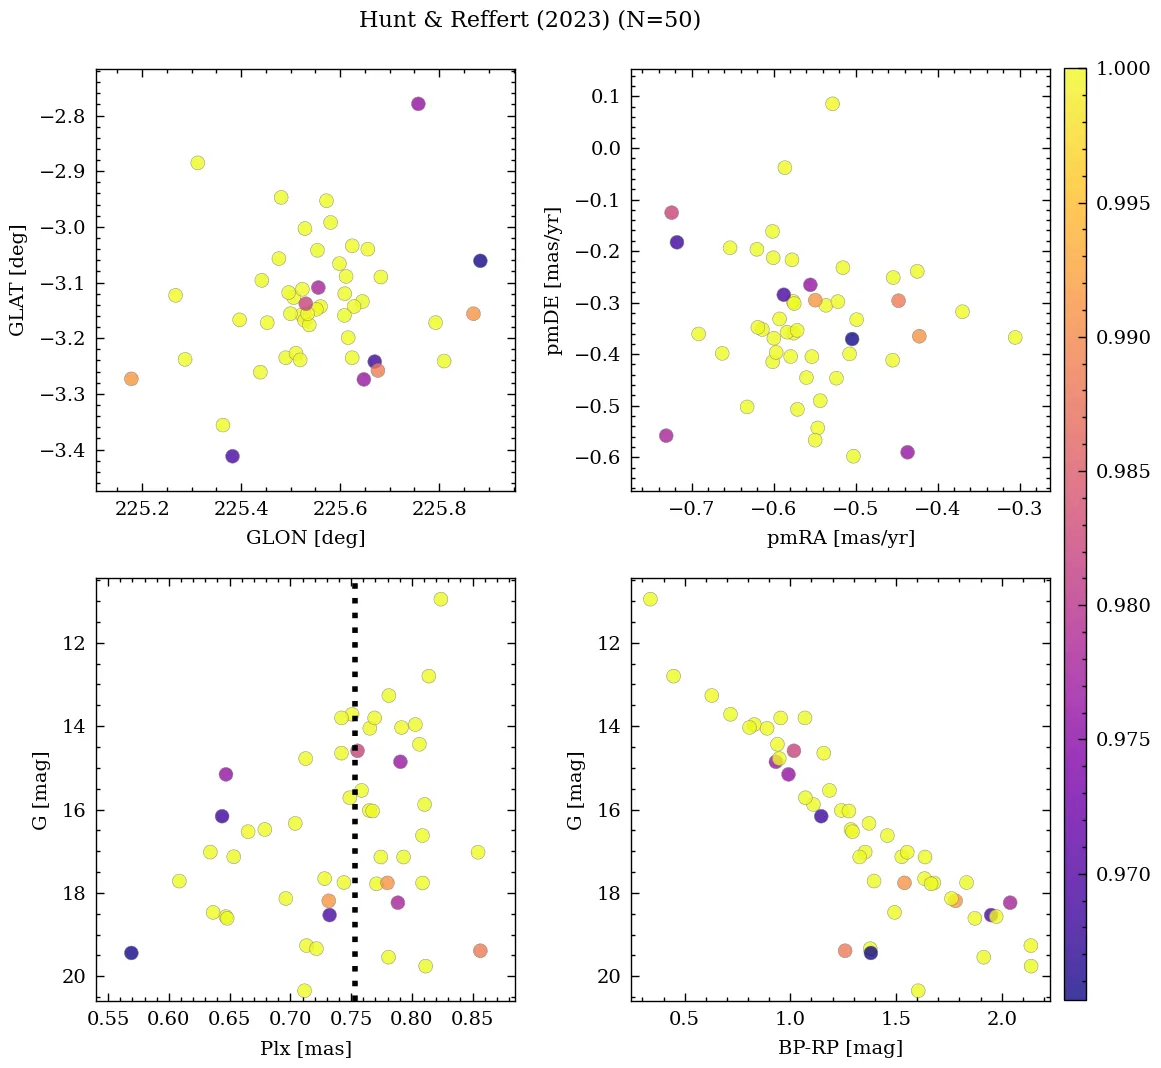 Hunt & Reffert (2023) (N=50)
−2.8
−2.9
−3.0
−3.1
−3.2
−3.3
−3.4
GLAT [deg]
225.2 225.4 225.6 225.8
GLON [deg]
0.1
0.0
−0.1
−0.2
−0.3
−0.4
−0.5
−0.6
pmDE [mas/yr]
−0.7 −0.6 −0.5 −0.4 −0.3
pmRA [mas/yr]
12
14
16
18
20
G [mag]
0.55 0.60 0.65 0.70 0.75 0.80 0.85
Plx [mas]
12
14
16
18
20
G [mag]
0.5 1.0 1.5 2.0
BP-RP [mag]
1.000
0.995
0.990
0.985
0.980
0.975
0.970